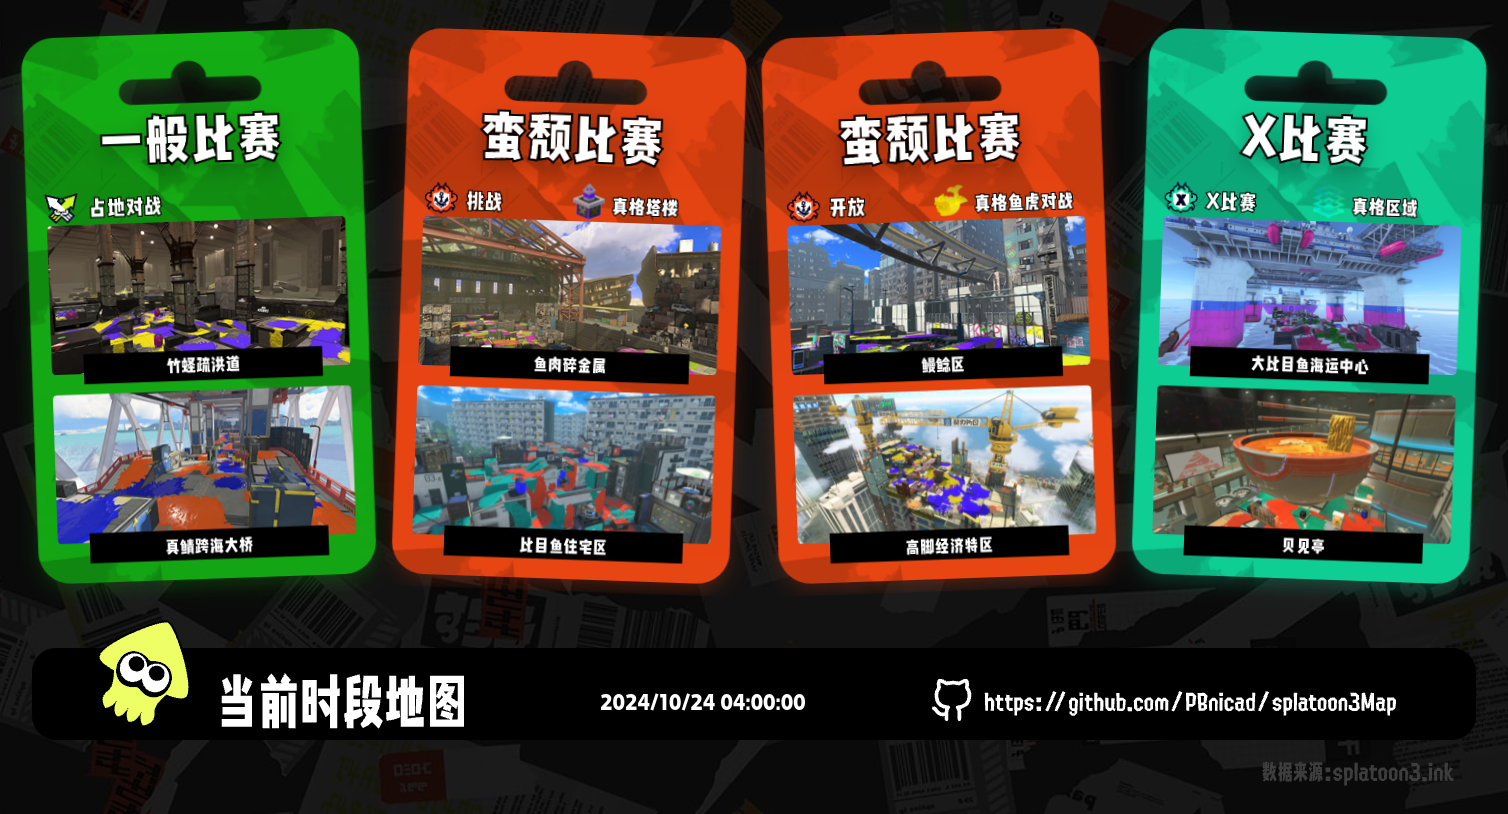 一般比赛
占地对战
竹蛏疏洪道
真鲭跨海大桥
蛮颓比赛
挑战
真格塔楼
鱼肉碎金属
比目鱼住宅区
蛮颓比赛
开放
真格鱼虎对战
鳗鲶区
高脚经济特区
X比赛
X比赛
真格区域
大比目鱼海运中心
贝见亭
当前时段地图
2024/10/24 04:00:00
https://github.com/PBnicad/splatoon3Map
数据来源:splatoon3.ink